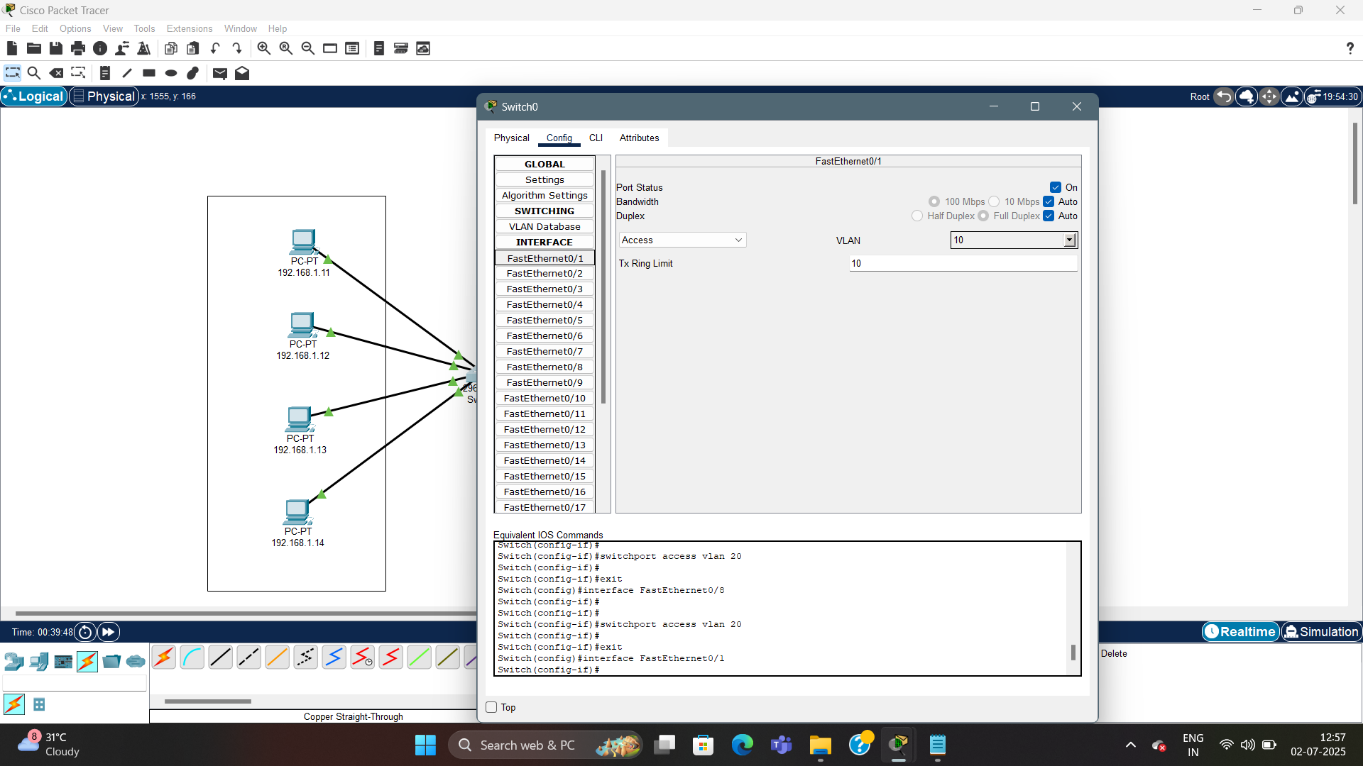 Cisco Packet Tracer
File Edit Options View Tools Extensions Window Help
?
Logical Physical x: 1555, y: 166
Root 19:54:30
PC-PT
192.168.1.11
PC-PT
192.168.1.12
PC-PT
192.168.1.13
PC-PT
192.168.1.14
Switch0
Physical Config CLI Attributes
GLOBAL
Settings
Algorithm Settings
SWITCHING
VLAN Database
INTERFACE
FastEthernet0/1
FastEthernet0/2
FastEthernet0/3
FastEthernet0/4
FastEthernet0/5
FastEthernet0/6
FastEthernet0/7
FastEthernet0/8
FastEthernet0/9
FastEthernet0/10
FastEthernet0/11
FastEthernet0/12
FastEthernet0/13
FastEthernet0/14
FastEthernet0/15
FastEthernet0/16
FastEthernet0/17
FastEthernet0/1
Port Status On
Bandwidth 100 Mbps 10 Mbps Auto
Duplex Half Duplex Full Duplex Auto
Access VLAN 10
Tx Ring Limit 10
Equivalent IOS Commands
Switch(config-if)#
Switch(config-if)#switchport access vlan 20
Switch(config-if)#
Switch(config-if)#exit
Switch(config)#interface FastEthernet0/8
Switch(config-if)#
Switch(config-if)#
Switch(config-if)#switchport access vlan 20
Switch(config-if)#
Switch(config-if)#exit
Switch(config)#interface FastEthernet0/1
Switch(config-if)#
Top
Time: 00:39:48
Realtime Simulation
Delete
Copper Straight-Through
8
31°C
Cloudy
Search web & PC
ENG
IN
12:57
02-07-2025